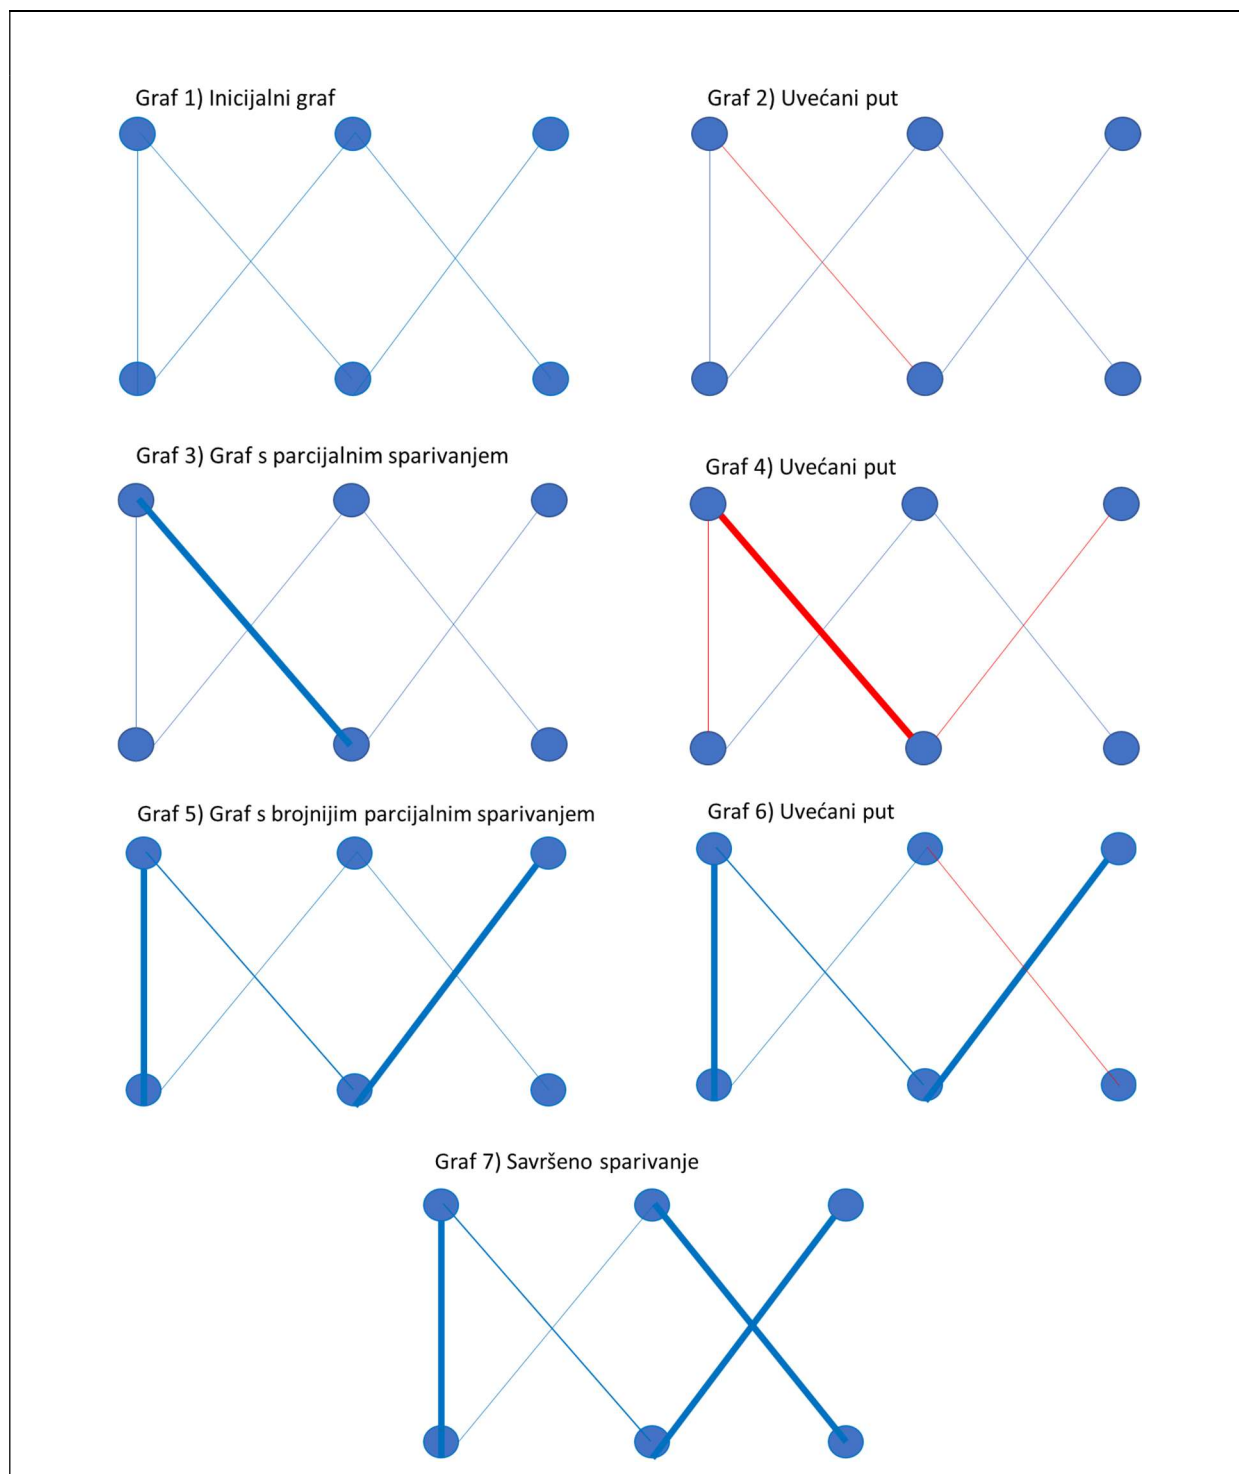 Graf 1) Inicijalni graf
Graf 2) Uvećani put
Graf 3) Graf s parcijalnim sparivanjem
Graf 4) Uvećani put
Graf 5) Graf s brojnijim parcijalnim sparivanjem
Graf 6) Uvećani put
Graf 7) Savršeno sparivanje